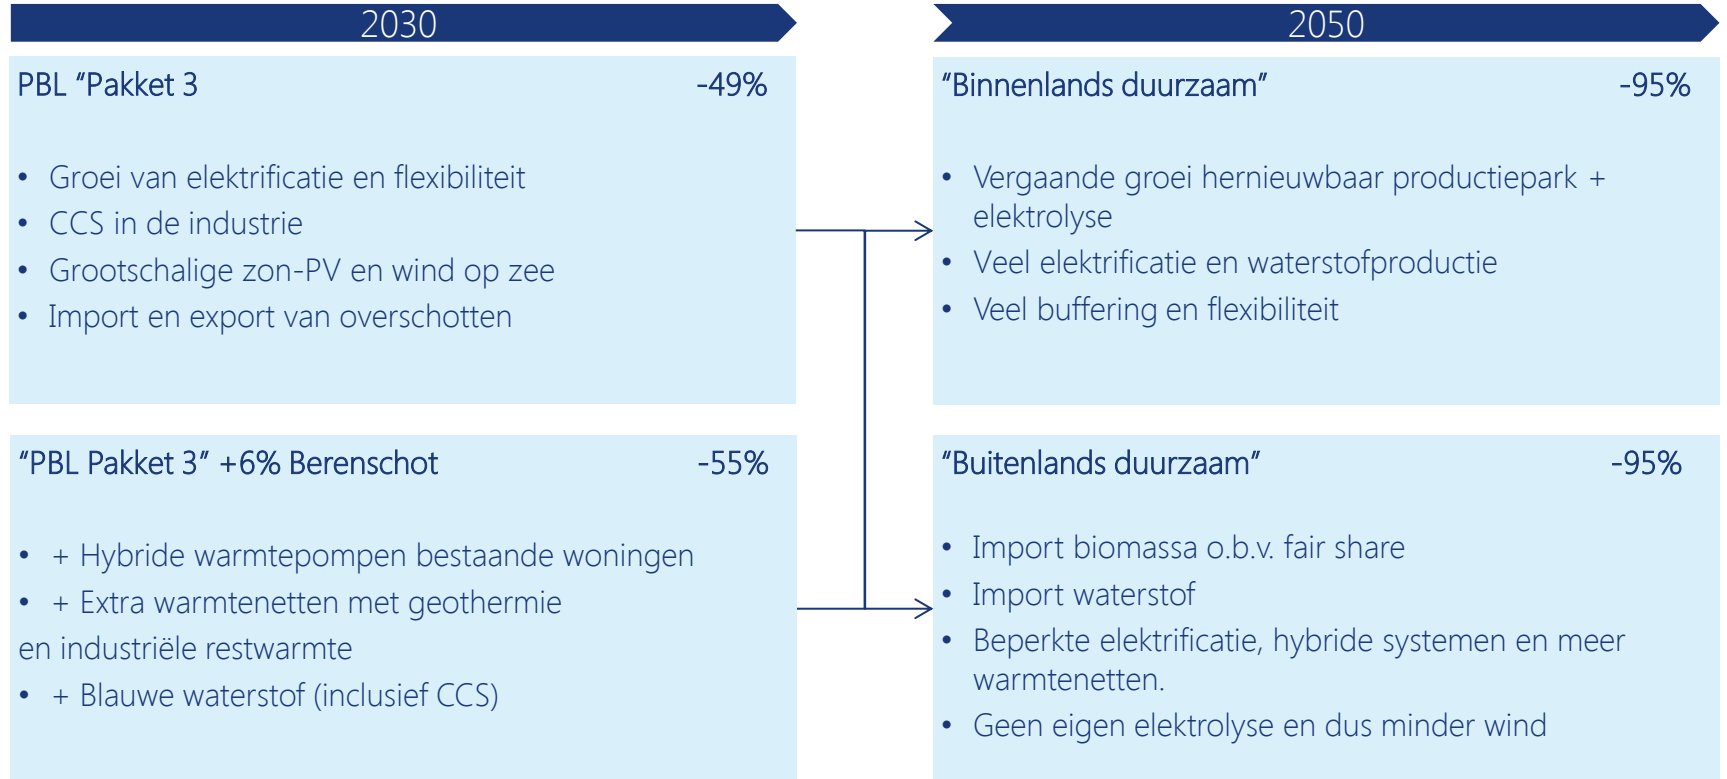 2030
2050
PBL “Pakket 3 -49%
• Groei van elektrificatie en flexibiliteit
• CCS in de industrie
• Grootschalige zon-PV en wind op zee
• Import en export van overschotten
“Binnenlands duurzaam” -95%
• Vergaande groei hernieuwbaar productiepark +
elektrolyse
• Veel elektrificatie en waterstofproductie
• Veel buffering en flexibiliteit
“PBL Pakket 3” +6% Berenschot -55%
• + Hybride warmtepompen bestaande woningen
• + Extra warmtenetten met geothermie
en industriële restwarmte
• + Blauwe waterstof (inclusief CCS)
“Buitenlands duurzaam” -95%
• Import biomassa o.b.v. fair share
• Import waterstof
• Beperkte elektrificatie, hybride systemen en meer
warmtenetten.
• Geen eigen elektrolyse en dus minder wind